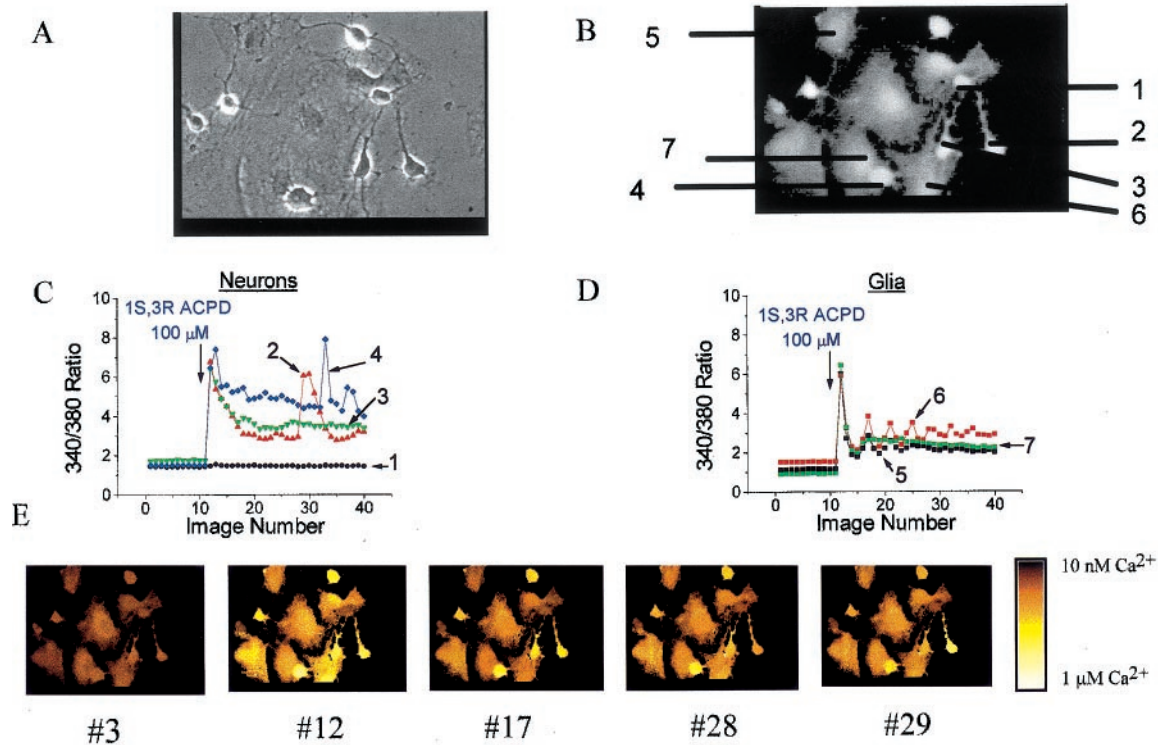 A
B
5
1
2
7
3
4
6
C
Neurons
1S,3R ACPD
100 μM
340/380 Ratio
10
8
6
4
2
0
2
4
3
1
0
10
20
30
40
Image Number
D
Glia
1S,3R ACPD
100 μM
340/380 Ratio
10
8
6
4
2
0
6
7
5
0
10
20
30
40
Image Number
E
10 nM Ca2+
1 μM Ca2+
#3
#12
#17
#28
#29